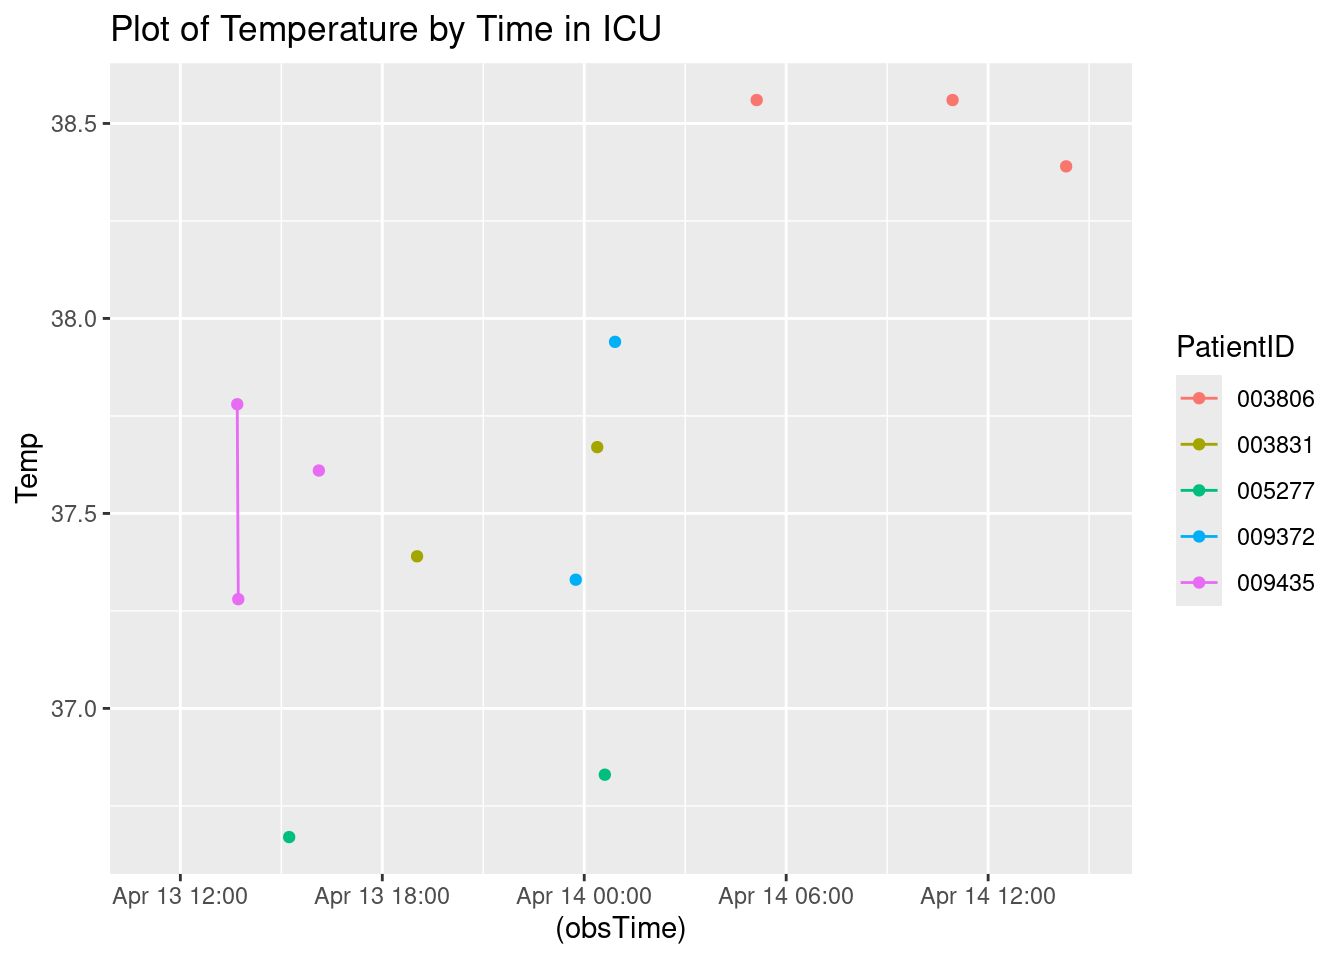 Plot of Temperature by Time in ICU
38.5
38.0
37.5
37.0
Temp
Apr 13 12:00 Apr 13 18:00 Apr 14 00:00 Apr 14 06:00 Apr 14 12:00
(obsTime)
PatientID
003806
003831
005277
009372
009435